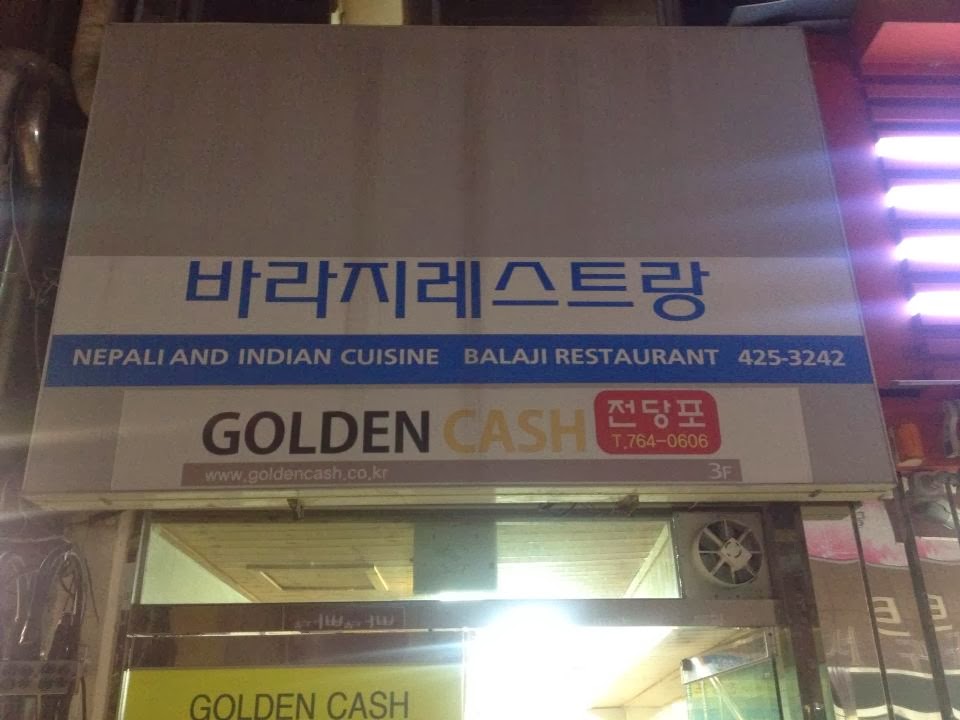 바라지레스트랑
NEPALI AND INDIAN CUISINE BALAJI RESTAURANT 425-3242
GOLDEN CASH 전당포
T.764-0606
www.goldencash.co.kr 3F
GOLDEN CASH